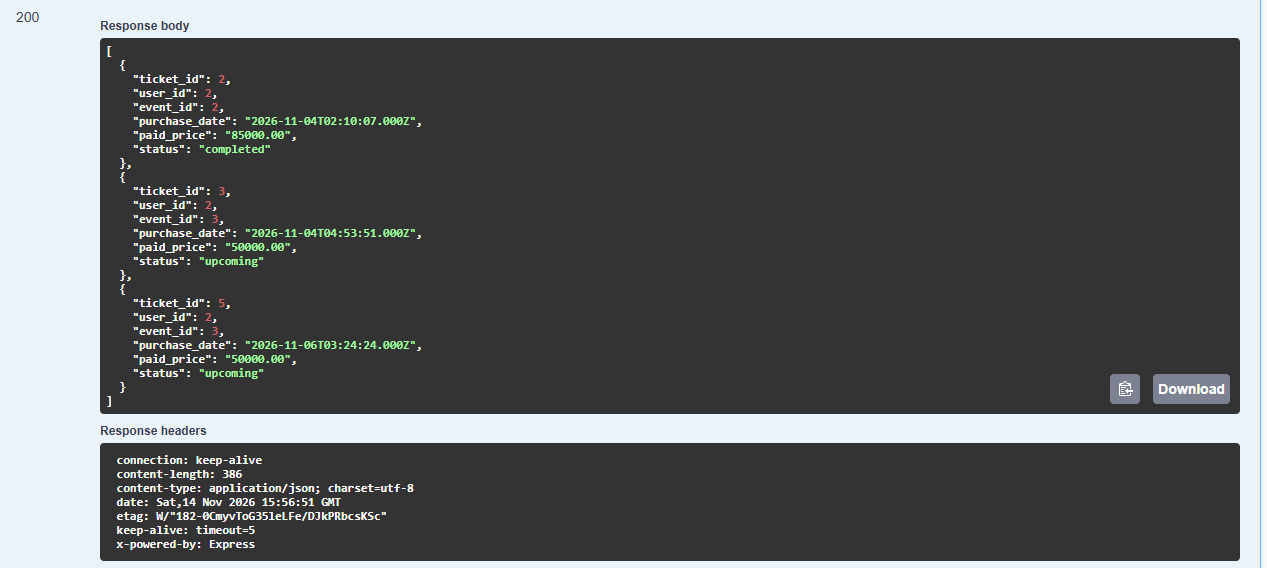 200
Response body
[
  {
    "ticket_id": 2,
    "user_id": 2,
    "event_id": 2,
    "purchase_date": "2026-11-04T02:10:07.000Z",
    "paid_price": "85000.00",
    "status": "completed"
  },
  {
    "ticket_id": 3,
    "user_id": 2,
    "event_id": 3,
    "purchase_date": "2026-11-04T04:53:51.000Z",
    "paid_price": "50000.00",
    "status": "upcoming"
  },
  {
    "ticket_id": 5,
    "user_id": 2,
    "event_id": 3,
    "purchase_date": "2026-11-06T03:24:24.000Z",
    "paid_price": "50000.00",
    "status": "upcoming"
  }
]
Download
Response headers
connection: keep-alive
content-length: 386
content-type: application/json; charset=utf-8
date: Sat,14 Nov 2026 15:56:51 GMT
etag: W/"182-0CmyvToG35leLFe/DJkPRbcsKSc"
keep-alive: timeout=5
x-powered-by: Express